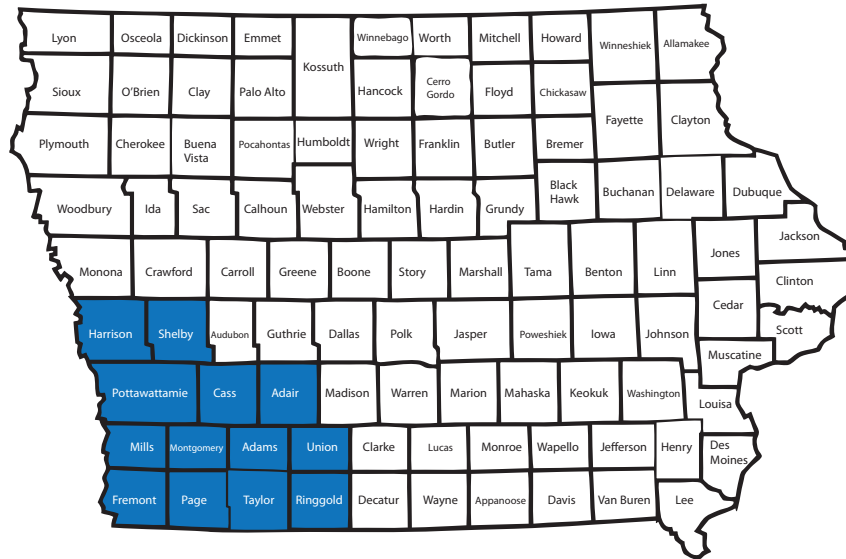 Lyon
Osceola
Dickinson
Emmet
Kossuth
Winnebago
Worth
Mitchell
Howard
Winneshiek
Allamakee
Sioux
O'Brien
Clay
Palo Alto
Hancock
Cerro
Gordo
Floyd
Chickasaw
Fayette
Clayton
Plymouth
Cherokee
Buena
Vista
Pocahontas
Humboldt
Wright
Franklin
Butler
Bremer
Woodbury
Ida
Sac
Calhoun
Webster
Hamilton
Hardin
Grundy
Black
Hawk
Buchanan
Delaware
Dubuque
Monona
Crawford
Carroll
Greene
Boone
Story
Marshall
Tama
Benton
Linn
Jones
Jackson
Clinton
Cedar
Scott
Harrison
Shelby
Audubon
Guthrie
Dallas
Polk
Jasper
Poweshiek
Iowa
Johnson
Muscatine
Pottawattamie
Cass
Adair
Madison
Warren
Marion
Mahaska
Keokuk
Washington
Louisa
Mills
Montgomery
Adams
Union
Clarke
Lucas
Monroe
Wapello
Jefferson
Henry
Des
Moines
Fremont
Page
Taylor
Ringgold
Decatur
Wayne
Appanoose
Davis
Van Buren
Lee